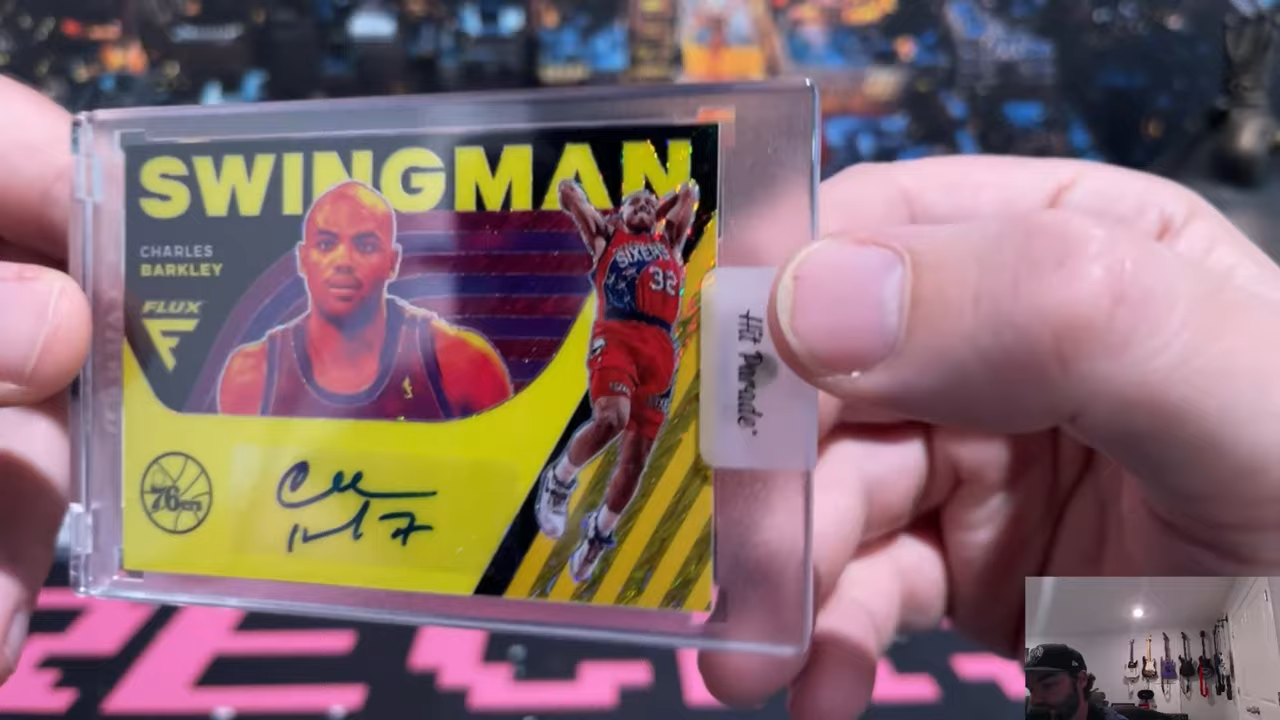 SWINGMAN
CHARLES
BARKLEY
FLUX
76ERS
SIXERS
32
Hit Parade